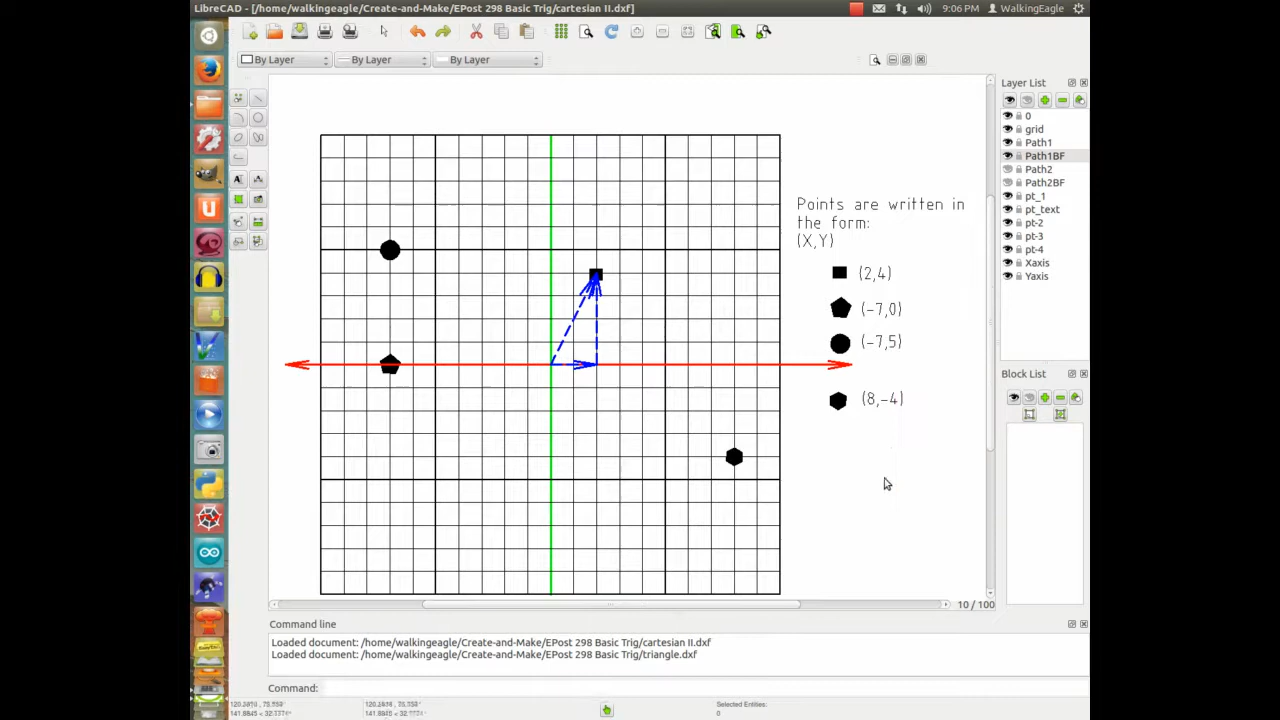 LibreCAD - [/home/walkingeagle/Create-and-Make/EPost 298 Basic Trig/cartesian II.dxf]
9:06 PM
WalkingEagle
By Layer
By Layer
By Layer
Layer List
0
grid
Path1
Path1BF
Path2
Path2BF
pt_1
pt_text
pt-2
pt-3
pt-4
Xaxis
Yaxis
Points are written in
the form:
(X,Y)
(2,4)
(-7,0)
(-7,5)
(8,-4)
Block List
10 / 100
Command line
Loaded document: /home/walkingeagle/Create-and-Make/EPost 298 Basic Trig/cartesian II.dxf
Loaded document: /home/walkingeagle/Create-and-Make/EPost 298 Basic Trig/triangle.dxf
Command:
Selected Entities:
0